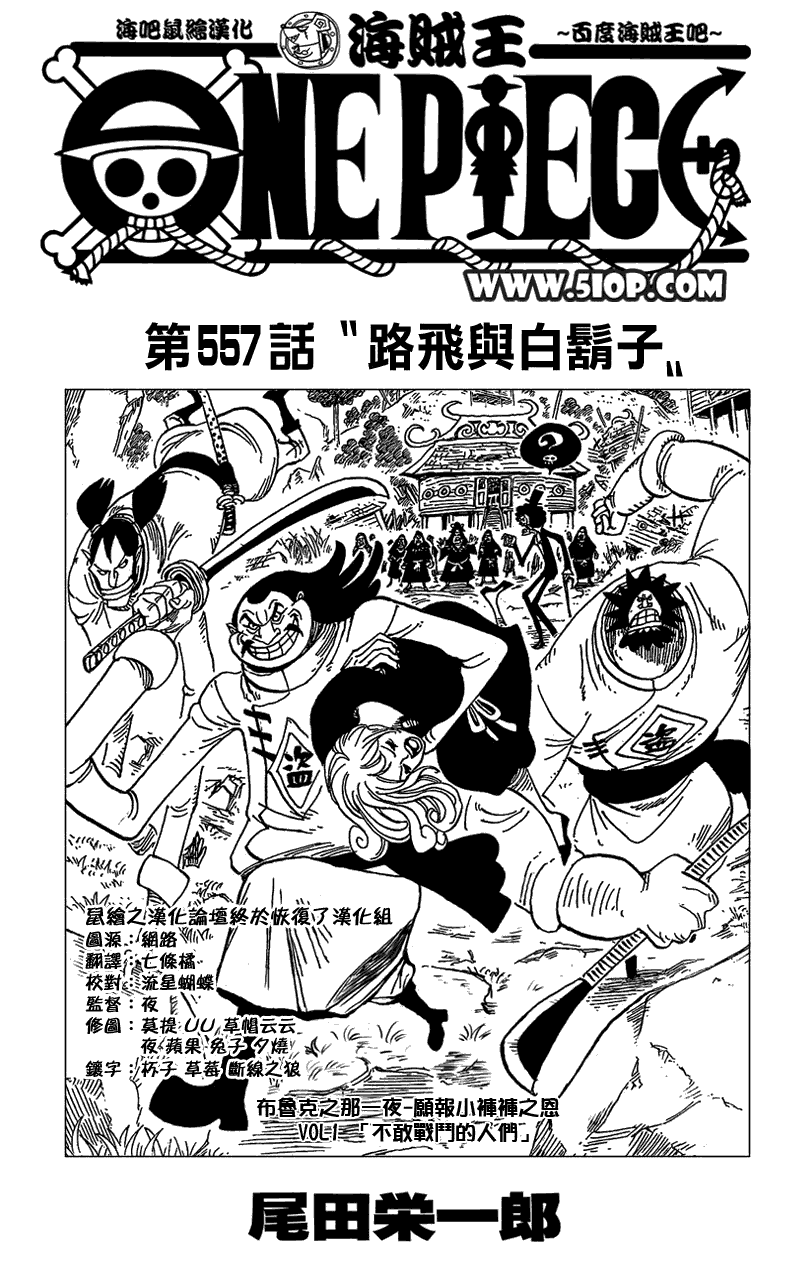 海吧鼠繪漢化
海賊王
~百度海賊王吧~
ONE PIECE
WWW.51OP.COM
第557話〝路飛與白鬍子〟
盜
盜
鼠繪之漢化論壇終於恢復了漢化組
圖源：網路
翻譯：七條橘
校對：流星蝴蝶
監督：夜
修圖：莫提 UU 草帽云云
夜 蘋果 兔子 夕燒
鑲字：杯子 草莓 斷線之狼
布魯克之那一夜-願報小褲褲之恩
VOL1 「不敢戰鬥的人們」
尾田栄一郎